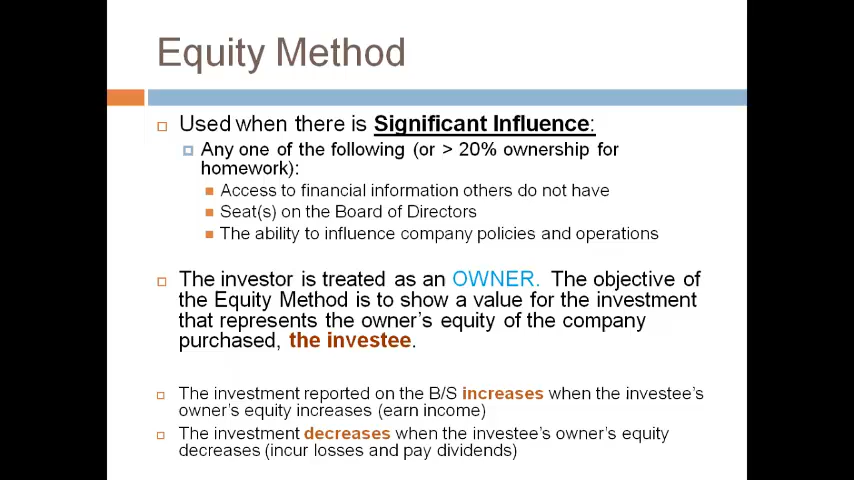 Equity Method
Used when there is Significant Influence:
Any one of the following (or > 20% ownership for
homework):
Access to financial information others do not have
Seat(s) on the Board of Directors
The ability to influence company policies and operations
The investor is treated as an OWNER. The objective of
the Equity Method is to show a value for the investment
that represents the owner's equity of the company
purchased, the investee.
The investment reported on the B/S increases when the investee's
owner's equity increases (earn income)
The investment decreases when the investee's owner's equity
decreases (incur losses and pay dividends)